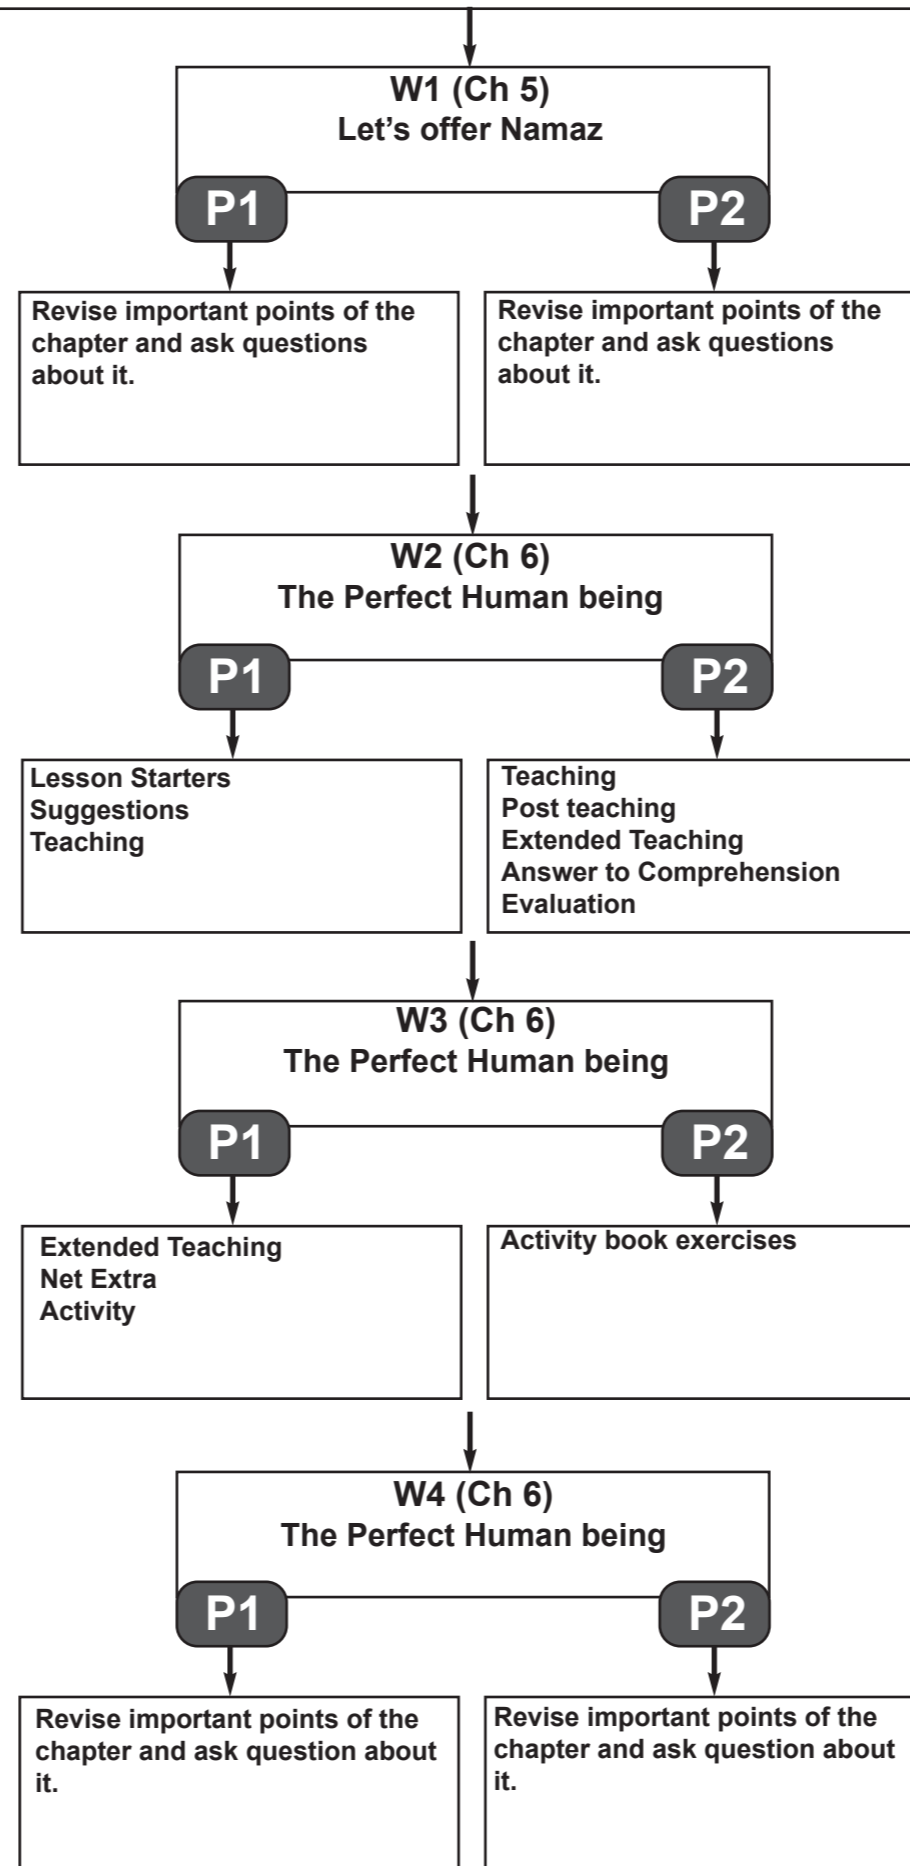 W1 (Ch 5)
Let’s offer Namaz
P1
P2
Revise important points of the
chapter and ask questions
about it.
Revise important points of the
chapter and ask questions
about it.
W2 (Ch 6)
The Perfect Human being
P1
P2
Lesson Starters
Suggestions
Teaching
Teaching
Post teaching
Extended Teaching
Answer to Comprehension
Evaluation
W3 (Ch 6)
The Perfect Human being
P1
P2
Extended Teaching
Net Extra
Activity
Activity book exercises
W4 (Ch 6)
The Perfect Human being
P1
P2
Revise important points of the
chapter and ask question about
it.
Revise important points of the
chapter and ask question about
it.